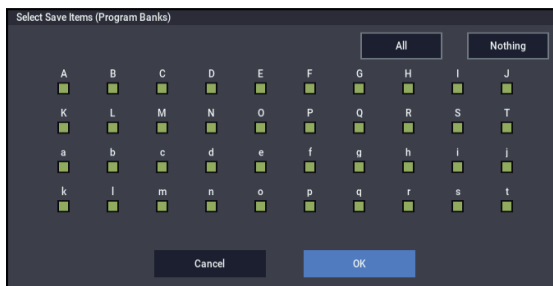 Select Save Items (Program Banks)
All Nothing
A B C D E F G H I J
K L M N O P Q R S T
a b c d e f g h i j
k l m n o p q r s t
Cancel OK